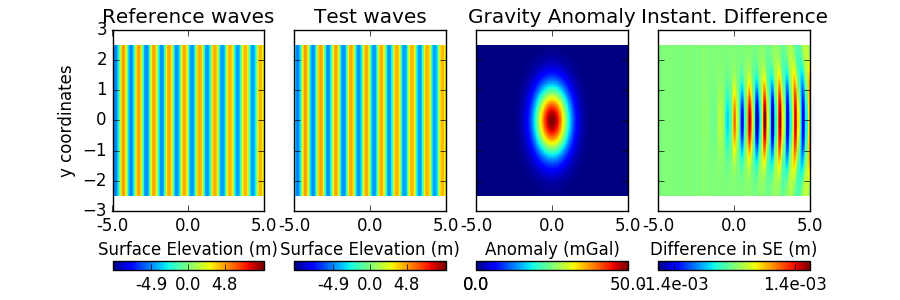 Reference waves Test waves Gravity Anomaly Instant. Difference
y coordinates
3
2
1
0
−1
−2
−3
-5.0 0.0 5.0
-5.0 0.0 5.0
-5.0 0.0 5.0
-5.0 0.0 5.0
Surface Elevation (m) Surface Elevation (m) Anomaly (mGal) Difference in SE (m)
-4.9 0.0 4.8
-4.9 0.0 4.8
0.0 50.0
-1.4e-03 1.4e-03